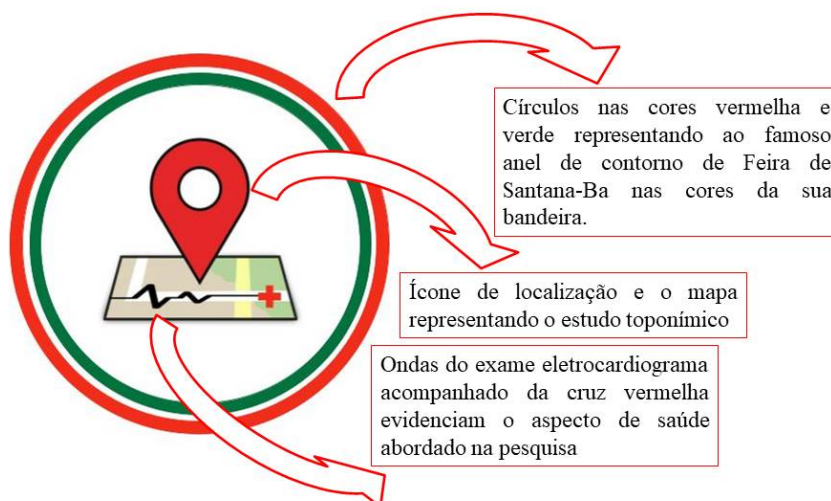 Círculos nas cores vermelha e
verde representando ao famoso
anel de contorno de Feira de
Santana-Ba nas cores da sua
bandeira.
Ícone de localização e o mapa
representando o estudo toponímico
Ondas do exame eletrocardiograma
acompanhado da cruz vermelha
evidenciam o aspecto de saúde
abordado na pesquisa